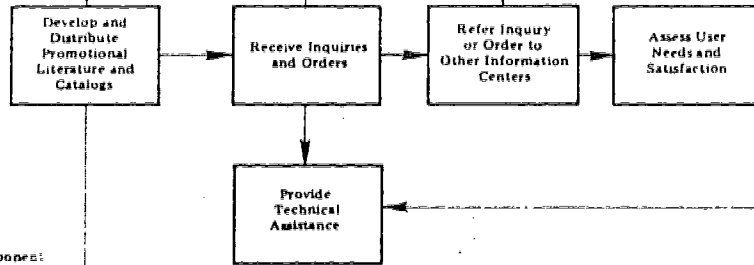 Develop and
Distribute
Promotional
Literature and
Catalogs
Receive Inquiries
and Orders
Refer Inquiry
or Order to
Other Information
Centers
Assess User
Needs and
Satisfaction
Provide
Technical
Assistance